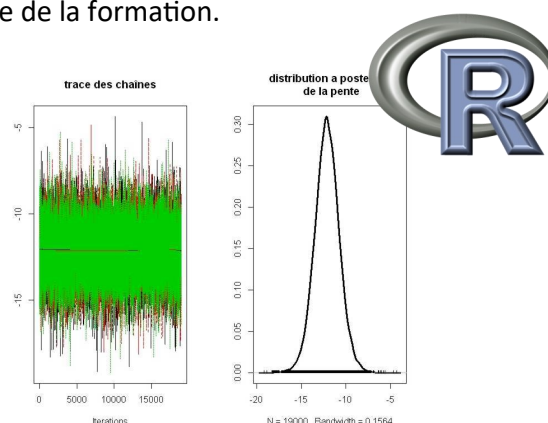 e de la formation.
trace des chaînes
-5
-10
-15
0 5000 10000 15000
Iterations
distribution a poste
de la pente
0.30
0.25
0.20
0.15
0.10
0.05
0.00
-20 -15 -10 -5
N = 19000 Bandwidth = 0.1564
R